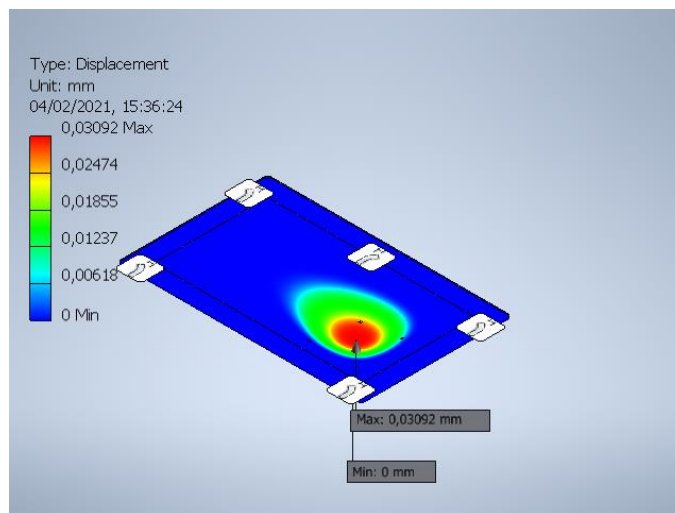 Type: Displacement
Unit: mm
04/02/2021, 15:36:24
0,03092 Max
0,02474
0,01855
0,01237
0,00618
0 Min
Max: 0,03092 mm
Min: 0 mm